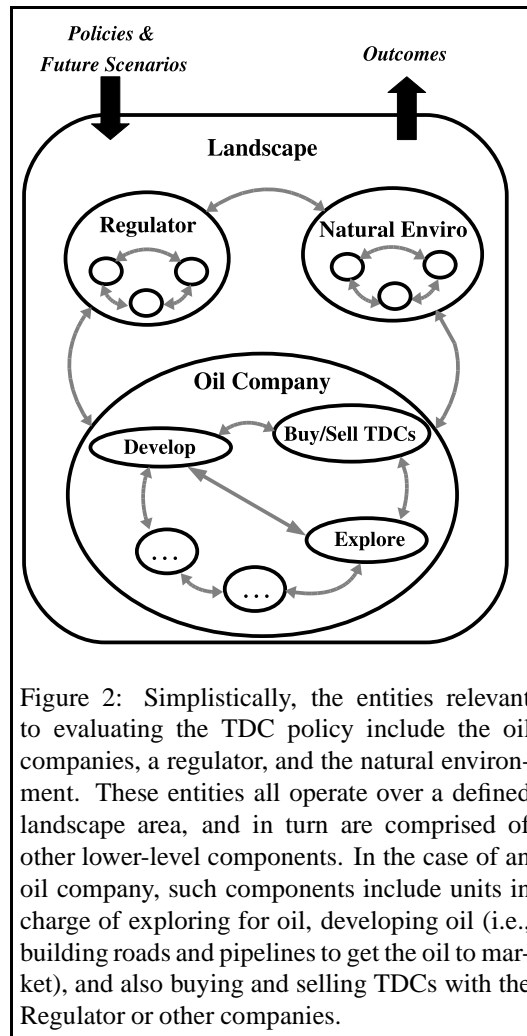 Policies &
Future Scenarios
Outcomes
Landscape
Regulator
Natural Enviro
Oil Company
Develop
Buy/Sell TDCs
Explore
...
...
Figure 2: Simplistically, the entities relevant
to evaluating the TDC policy include the oil
companies, a regulator, and the natural environ-
ment. These entities all operate over a defined
landscape area, and in turn are comprised of
other lower-level components. In the case of an
oil company, such components include units in
charge of exploring for oil, developing oil (i.e.,
building roads and pipelines to get the oil to mar-
ket), and also buying and selling TDCs with the
Regulator or other companies.